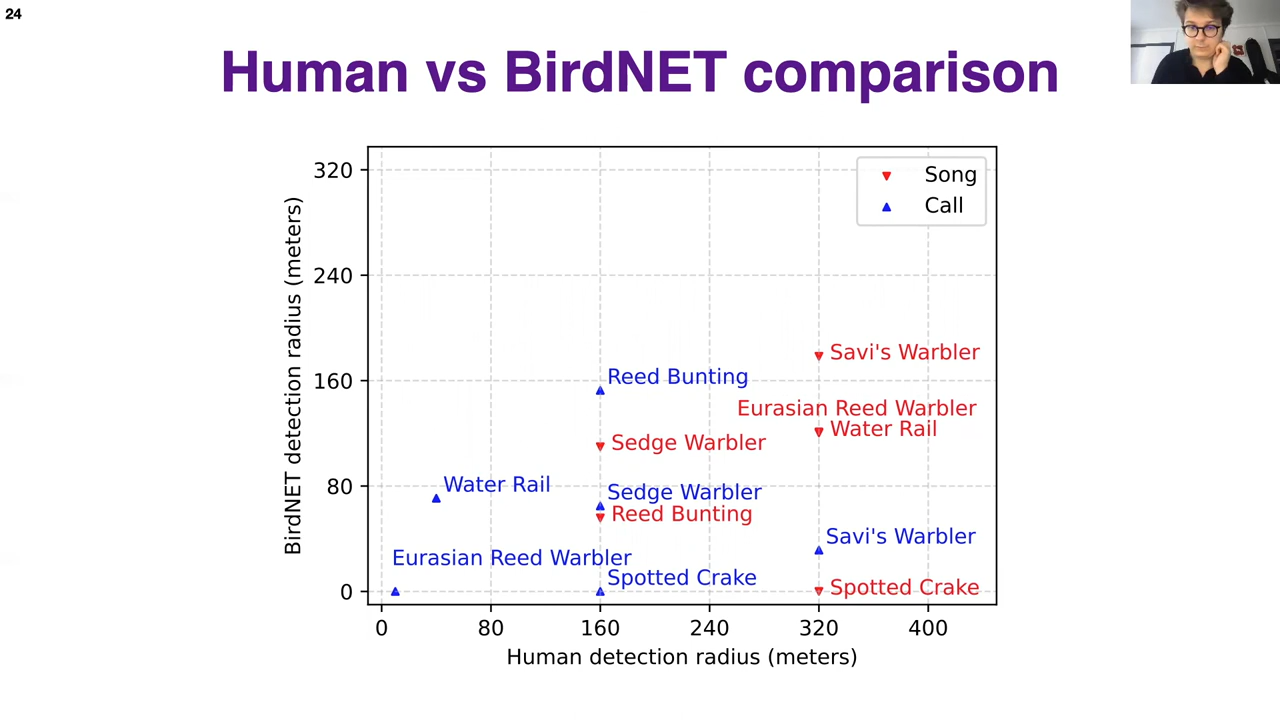 24
Human vs BirdNET comparison
320
240
160
80
0
BirdNET detection radius (meters)
Song
Call
Savi's Warbler
Reed Bunting
Eurasian Reed Warbler
Water Rail
Sedge Warbler
Water Rail
Sedge Warbler
Reed Bunting
Savi's Warbler
Eurasian Reed Warbler
Spotted Crake
Spotted Crake
0 80 160 240 320 400
Human detection radius (meters)